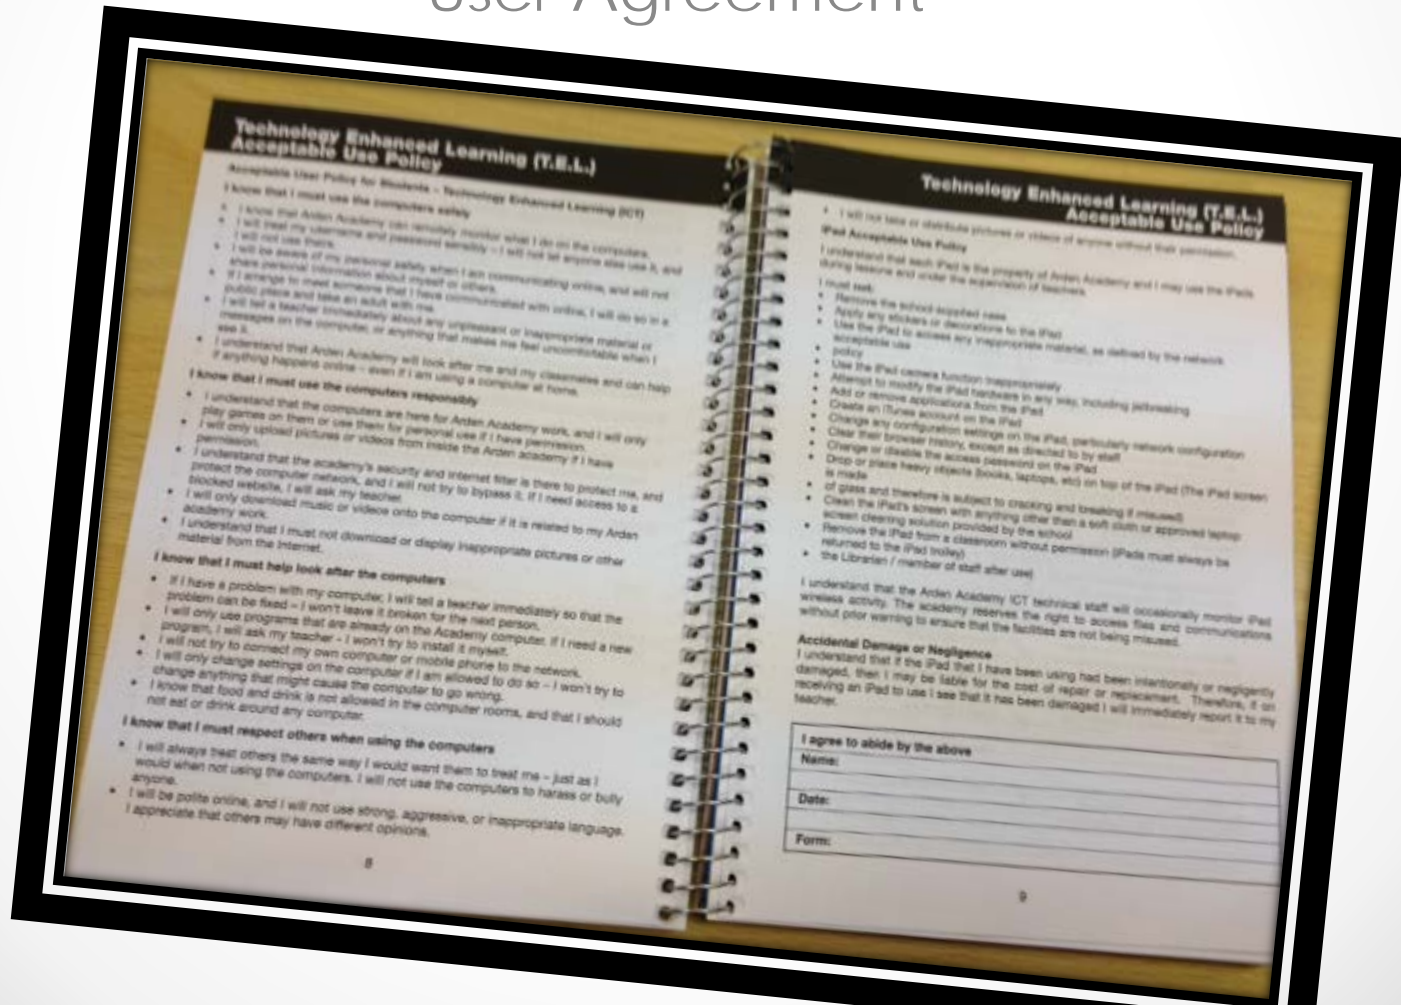 User Agreement
Technology Enhanced Learning (T.E.L.)
Acceptable Use Policy
Acceptable User Policy for Students – Technology Enhanced Learning (ICT)
I know that I must use the computers safely
• I know that Arden Academy can remotely monitor what I do on the computers.
• I will treat my username and password sensibly – I will not let anyone else use it, and
I will not use theirs.
• I will be aware of my personal safety when I am communicating online, and will not
share personal information about myself or others.
• If I arrange to meet someone that I have communicated with online, I will do so in a
public place and take an adult with me.
• I will tell a teacher immediately about any unpleasant or inappropriate material or
messages on the computer, or anything that makes me feel uncomfortable when I
see it.
• I understand that Arden Academy will look after me and my classmates and can help
if anything happens online – even if I am using a computer at home.
I know that I must use the computers responsibly
• I understand that the computers are here for Arden Academy work, and I will only
play games on them or use them for personal use if I have permission.
• I will only upload pictures or videos from inside the Arden academy if I have
permission.
• I understand that the academy's security and internet filter is there to protect me, and
protect the computer network, and I will not try to bypass it. If I need access to a
blocked website, I will ask my teacher.
• I will only download music or videos onto the computer if it is related to my Arden
academy work.
• I understand that I must not download or display inappropriate pictures or other
material from the Internet.
I know that I must help look after the computers
• If I have a problem with my computer, I will tell a teacher immediately so that the
problem can be fixed – I won't leave it broken for the next person.
• I will only use programs that are already on the Academy computer. If I need a new
program, I will ask my teacher – I won't try to install it myself.
• I will not try to connect my own computer or mobile phone to the network.
• I will only change settings on the computer if I am allowed to do so – I won't try to
change anything that might cause the computer to go wrong.
• I know that food and drink is not allowed in the computer rooms, and that I should
not eat or drink around any computer.
I know that I must respect others when using the computers
• I will always treat others the same way I would want them to treat me – just as I
would when not using the computers. I will not use the computers to harass or bully
anyone.
• I will be polite online, and I will not use strong, aggressive, or inappropriate language.
I appreciate that others may have different opinions.
8
Technology Enhanced Learning (T.E.L.)
Acceptable Use Policy
• I will not take or distribute pictures or videos of anyone without their permission.
iPad Acceptable Use Policy
I understand that each iPad is the property of Arden Academy and I may use the iPads
during lessons and under the supervision of teachers.
I must not:
• Remove the school supplied case
• Apply any stickers or decorations to the iPad
• Use the iPad to access any inappropriate material, as defined by the network
acceptable use
• policy
• Use the iPad camera function inappropriately
• Attempt to modify the iPad hardware in any way, including jailbreaking
• Add or remove applications from the iPad
• Create an iTunes account on the iPad
• Change any configuration settings on the iPad, particularly network configuration
• Clear their browser history, except as directed to by staff
• Change or disable the access password on the iPad
• Drop or place heavy objects (books, laptops, etc) on top of the iPad (The iPad screen
is made
• of glass and therefore is subject to cracking and breaking if misused)
• Clean the iPad's screen with anything other than a soft cloth or approved laptop
screen cleaning solution provided by the school
• Remove the iPad from a classroom without permission (iPads must always be
returned to the iPad trolley)
• the Librarian / member of staff after use)
I understand that the Arden Academy ICT technical staff will occasionally monitor iPad
wireless activity. The academy reserves the right to access files and communications
without prior warning to ensure that the facilities are not being misused.
Accidental Damage or Negligence
I understand that if the iPad that I have been using had been intentionally or negligently
damaged, then I may be liable for the cost of repair or replacement. Therefore, if on
receiving an iPad to use I see that it has been damaged I will immediately report it to my
teacher.
I agree to abide by the above
Name:
Date:
Form:
9